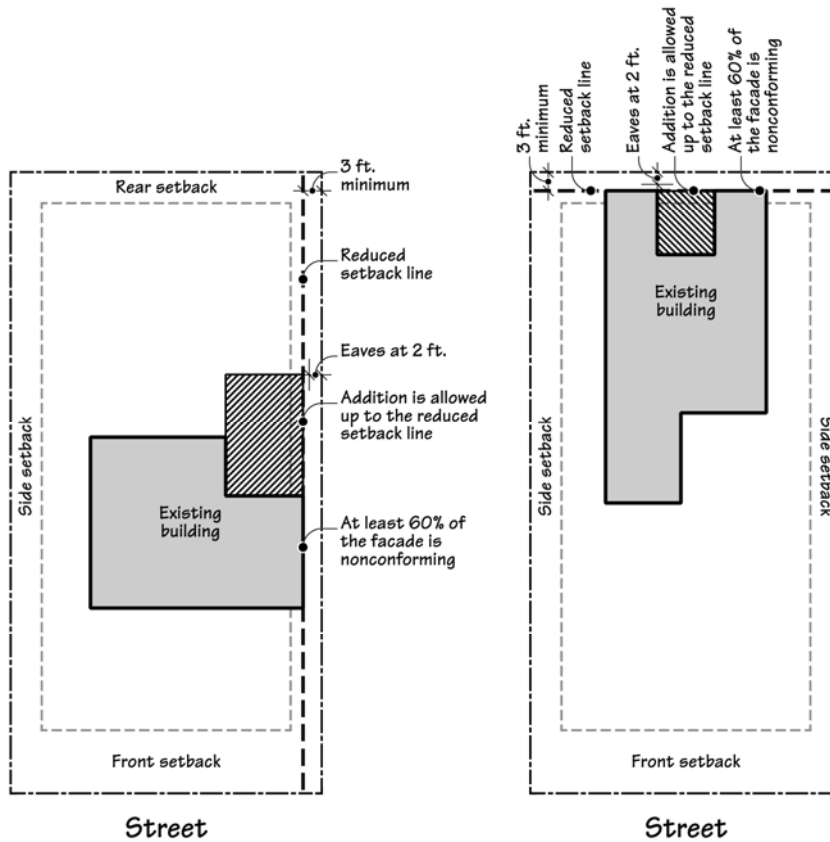 Rear setback
3 ft.
minimum
Reduced
setback line
Eaves at 2 ft.
Addition is allowed
up to the reduced
setback line
Side setback
Existing
building
At least 60% of
the facade is
nonconforming
Front setback
Street
3 ft.
minimum
Reduced
setback line
Eaves at 2 ft.
Addition is allowed
up to the reduced
setback line
At least 60% of
the facade is
nonconforming
Existing
building
Side setback
Side setback
Front setback
Street